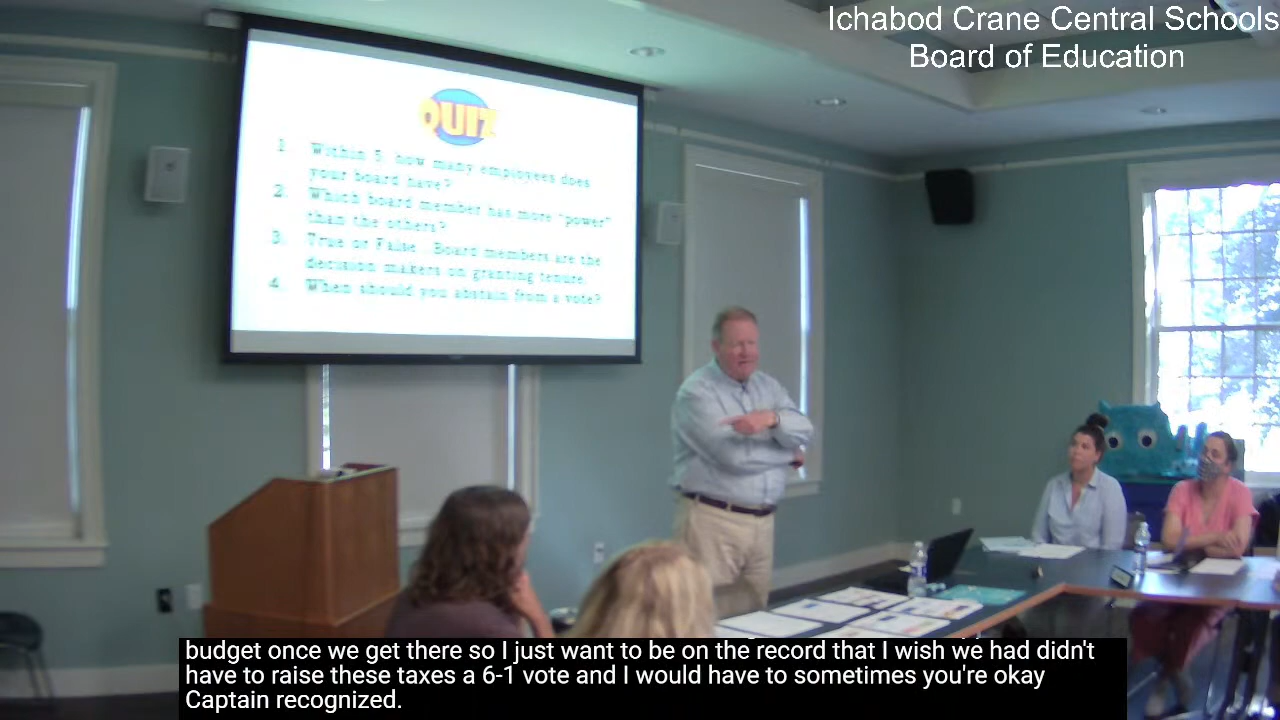 Ichabod Crane Central Schools
Board of Education
QUIZ
1. Within 5, how many employees does
your board have?
2. Which board member has more "power"
than the others?
3. True or False. Board members are the
decision makers on granting tenure.
4. When should you abstain from a vote?
budget once we get there so I just want to be on the record that I wish we had didn't
have to raise these taxes a 6-1 vote and I would have to sometimes you're okay
Captain recognized.